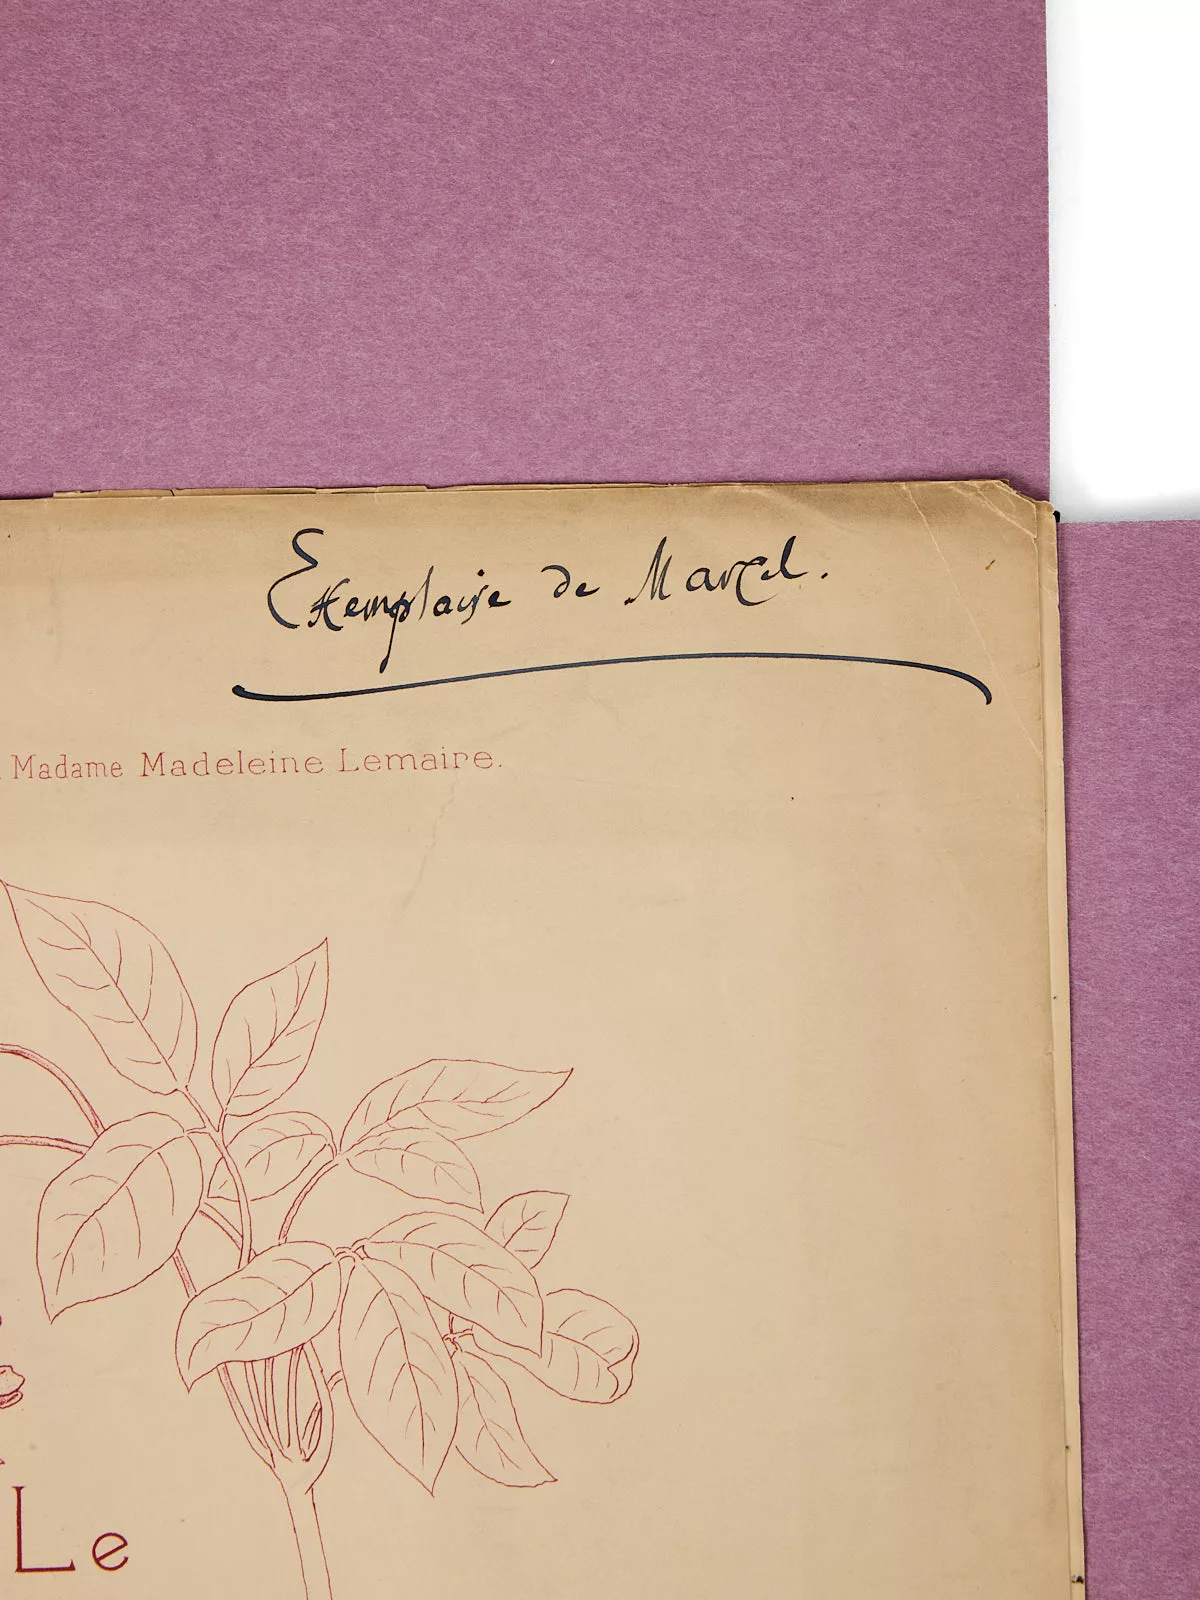 Exemplaire de Marcel.
Madame Madeleine Lemaire.
Le